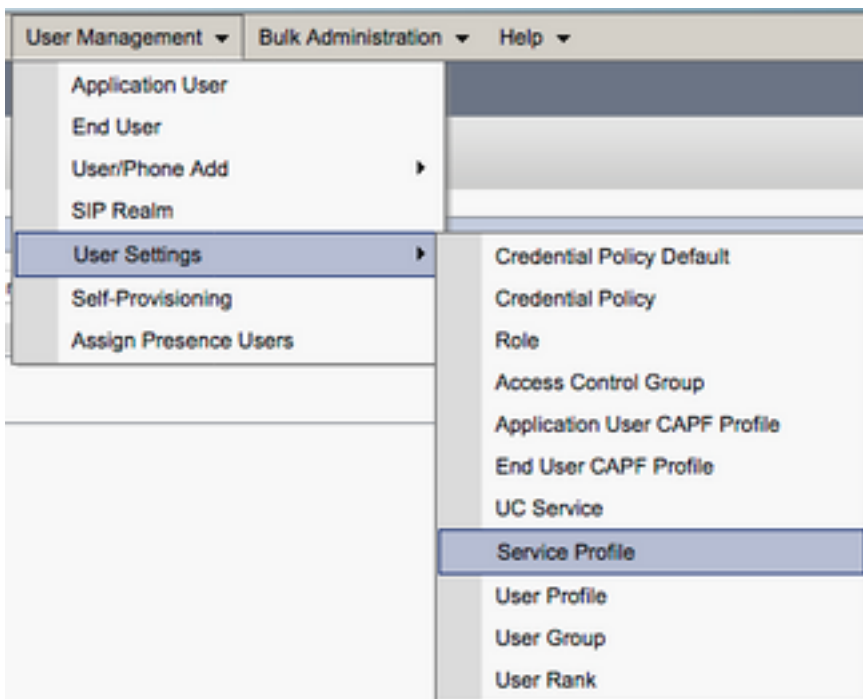 User Management Bulk Administration Help
Application User
End User
User/Phone Add
SIP Realm
User Settings
Self-Provisioning
Assign Presence Users
Credential Policy Default
Credential Policy
Role
Access Control Group
Application User CAPF Profile
End User CAPF Profile
UC Service
Service Profile
User Profile
User Group
User Rank